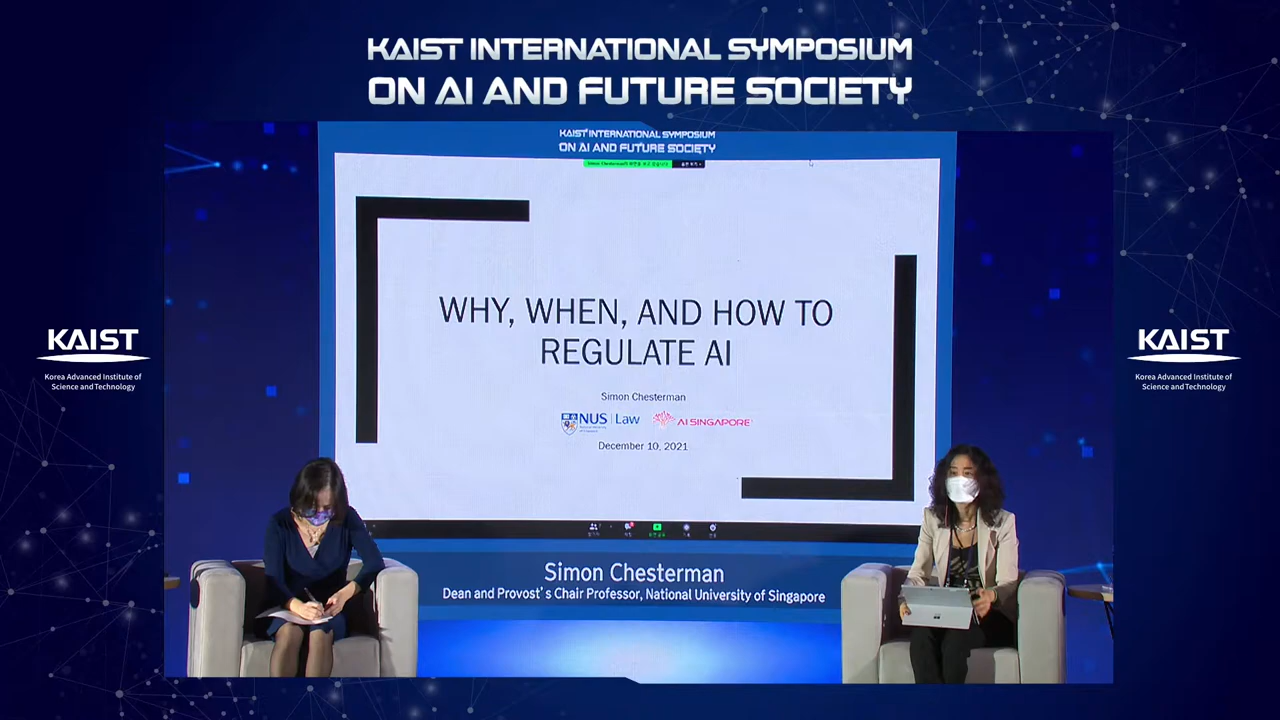 KAIST INTERNATIONAL SYMPOSIUM
ON AI AND FUTURE SOCIETY
KAIST INTERNATIONAL SYMPOSIUM
ON AI AND FUTURE SOCIETY
WHY, WHEN, AND HOW TO
REGULATE AI
Simon Chesterman
NUS Law
AI SINGAPORE
December 10, 2021
KAIST
Korea Advanced Institute of
Science and Technology
KAIST
Korea Advanced Institute of
Science and Technology
Simon Chesterman
Dean and Provost's Chair Professor, National University of Singapore